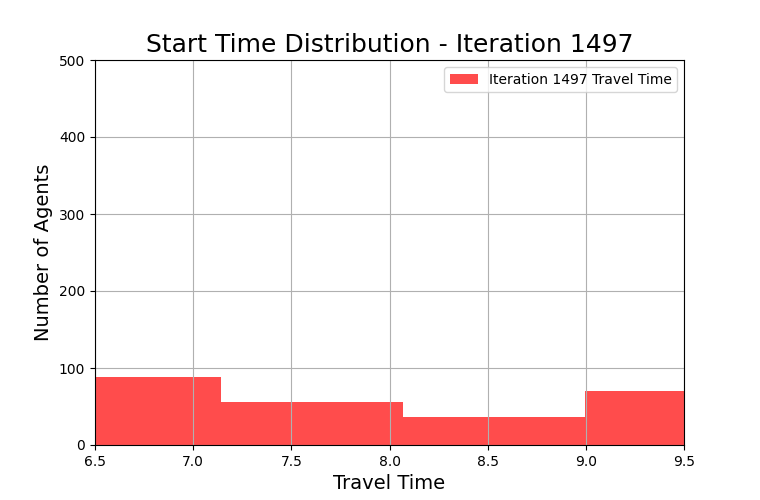 Start Time Distribution - Iteration 1497
500
400
300
200
100
0
Number of Agents
Iteration 1497 Travel Time
6.5 7.0 7.5 8.0 8.5 9.0 9.5
Travel Time